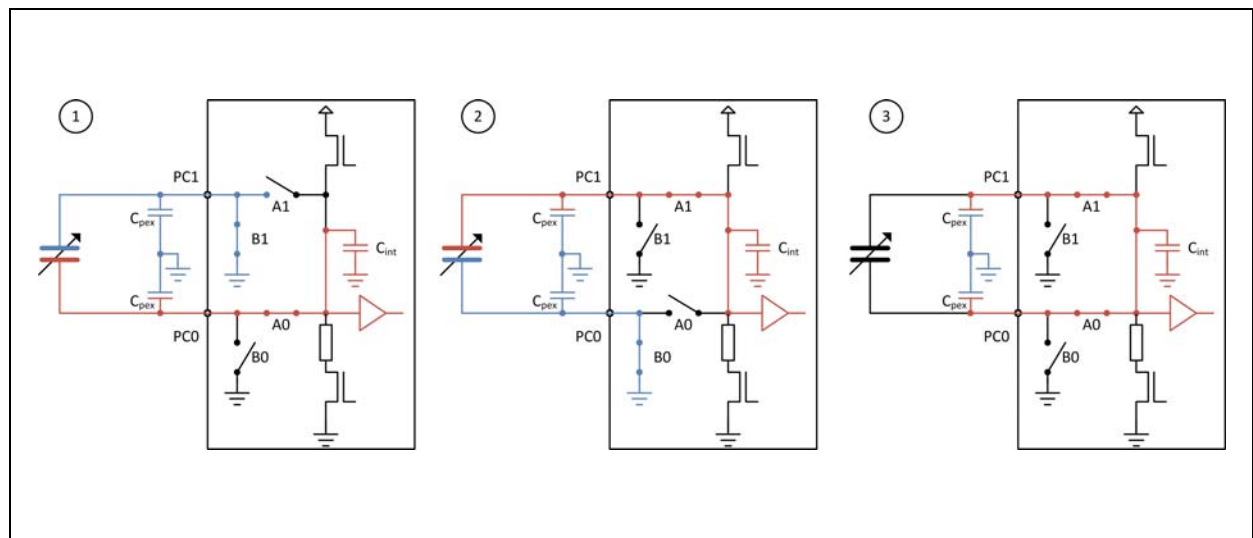 1
PC1
A1
Cpex
B1
Cint
Cpex
A0
PC0
B0
2
PC1
A1
Cpex
B1
Cint
Cpex
A0
PC0
B0
3
PC1
A1
Cpex
B1
Cint
Cpex
A0
PC0
B0